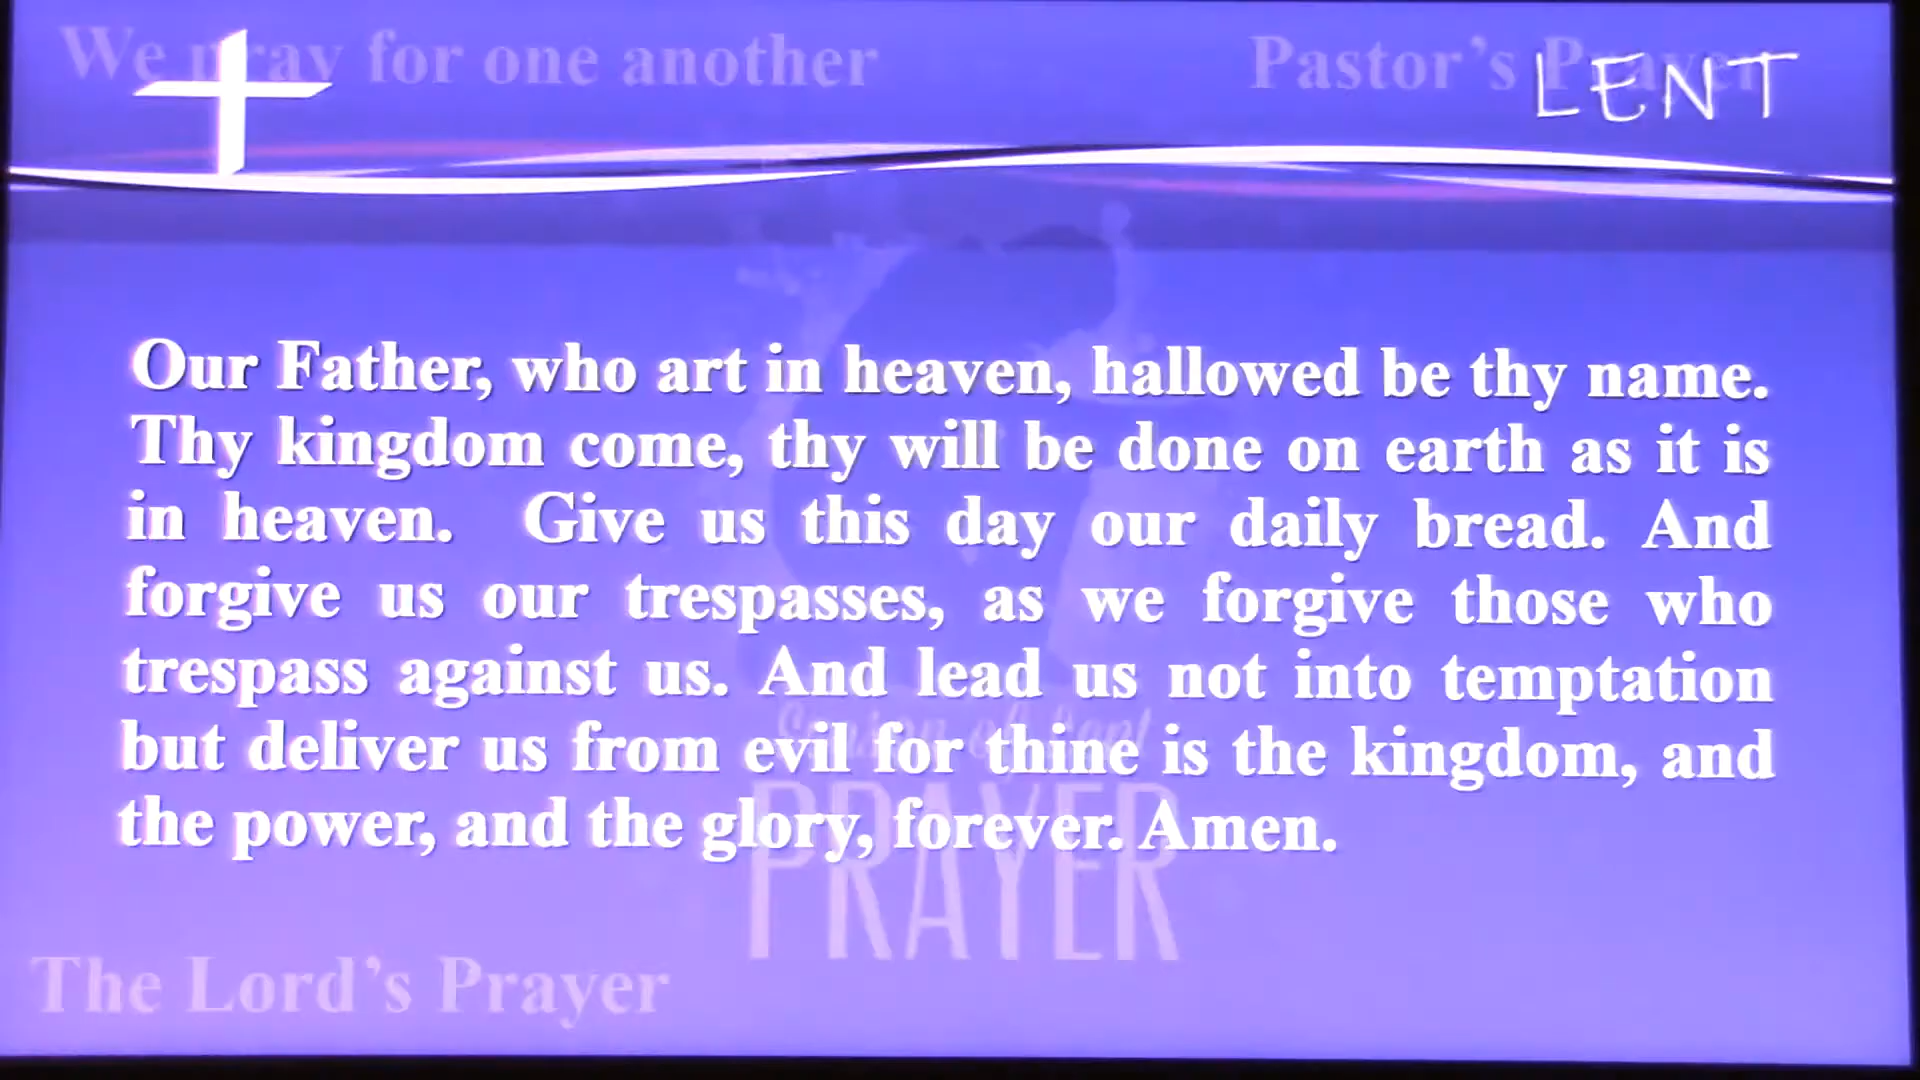 We pray for one another
Pastor's Prayer
LENT
Our Father, who art in heaven, hallowed be thy name.
Thy kingdom come, thy will be done on earth as it is
in heaven. Give us this day our daily bread. And
forgive us our trespasses, as we forgive those who
trespass against us. And lead us not into temptation
but deliver us from evil for thine is the kingdom, and
the power, and the glory, forever. Amen.
Season of Lent
PRAYER
The Lord's Prayer